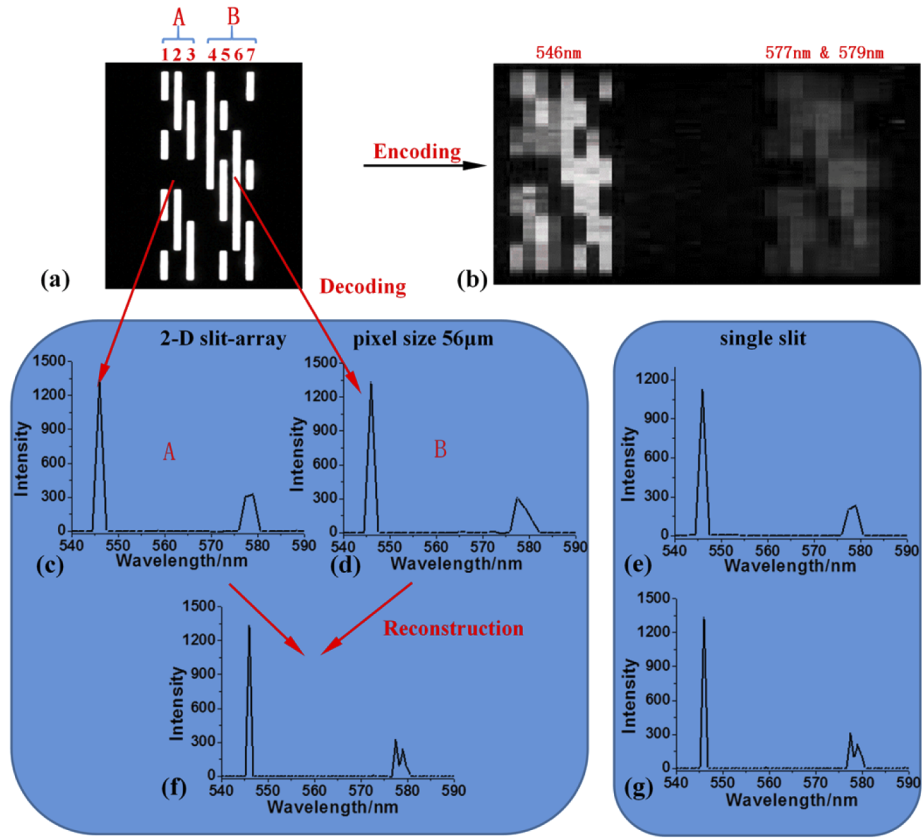 A B
1 2 3 4 5 6 7
(a)
Encoding
546nm 577nm & 579nm
(b)
Decoding
2-D slit-array pixel size 56μm
1500
1200
900
600
300
0
540 550 560 570 580 590
Intensity
Wavelength/nm
A
(c)
1500
1200
900
600
300
0
540 550 560 570 580 590
Intensity
Wavelength/nm
B
(d)
single slit
1200
900
600
300
0
540 550 560 570 580 590
Intensity
Wavelength/nm
(e)
Reconstruction
1500
1200
900
600
300
0
540 550 560 570 580 590
Intensity
Wavelength/nm
(f)
1500
1200
900
600
300
0
540 550 560 570 580 590
Intensity
Wavelength/nm
(g)